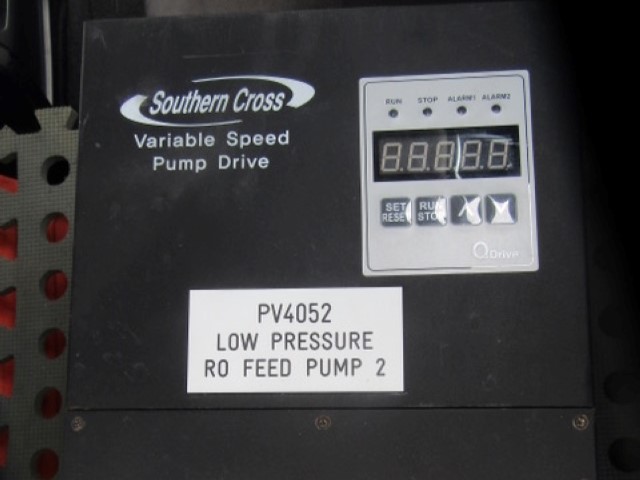 Southern Cross
Variable Speed
Pump Drive
RUN STOP ALARM1 ALARM2
SET RESET
RUN STOP
QDrive
PV4052
LOW PRESSURE
RO FEED PUMP 2